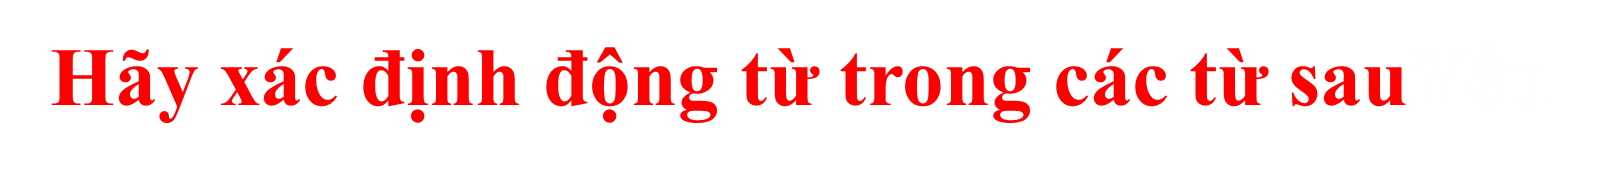 Hãy xác định động từ trong các từ sau